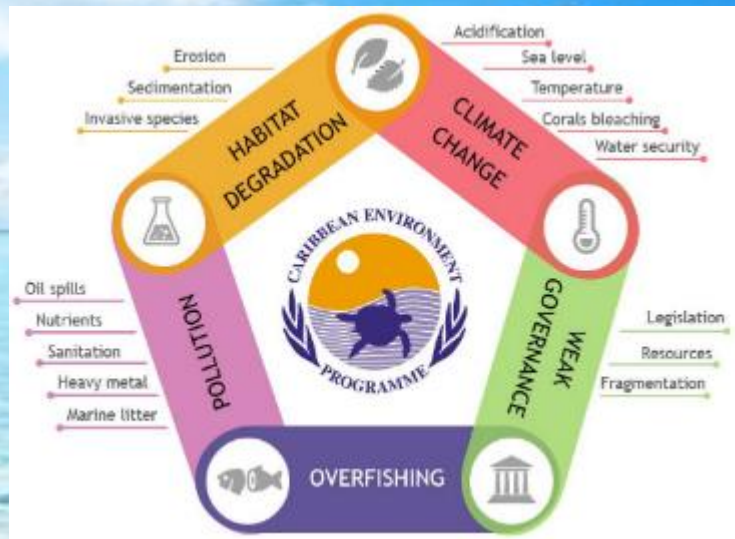 Erosion
Sedimentation
Invasive species
HABITAT
DEGRADATION
Acidification
Sea level
Temperature
Corals bleaching
Water security
CLIMATE
CHANGE
CARIBBEAN ENVIRONMENT
PROGRAMME
Oil spills
Nutrients
Sanitation
Heavy metal
Marine litter
POLLUTION
Legislation
Resources
Fragmentation
WEAK
GOVERNANCE
OVERFISHING